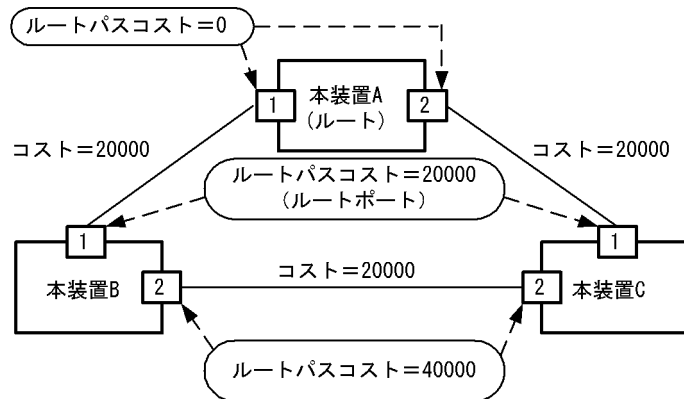 ルートパスコスト=0
本装置A
(ルート)
1
2
コスト=20000
コスト=20000
ルートパスコスト=20000
(ルートポート)
1
1
本装置B
2
コスト=20000
2
本装置C
ルートパスコスト=40000